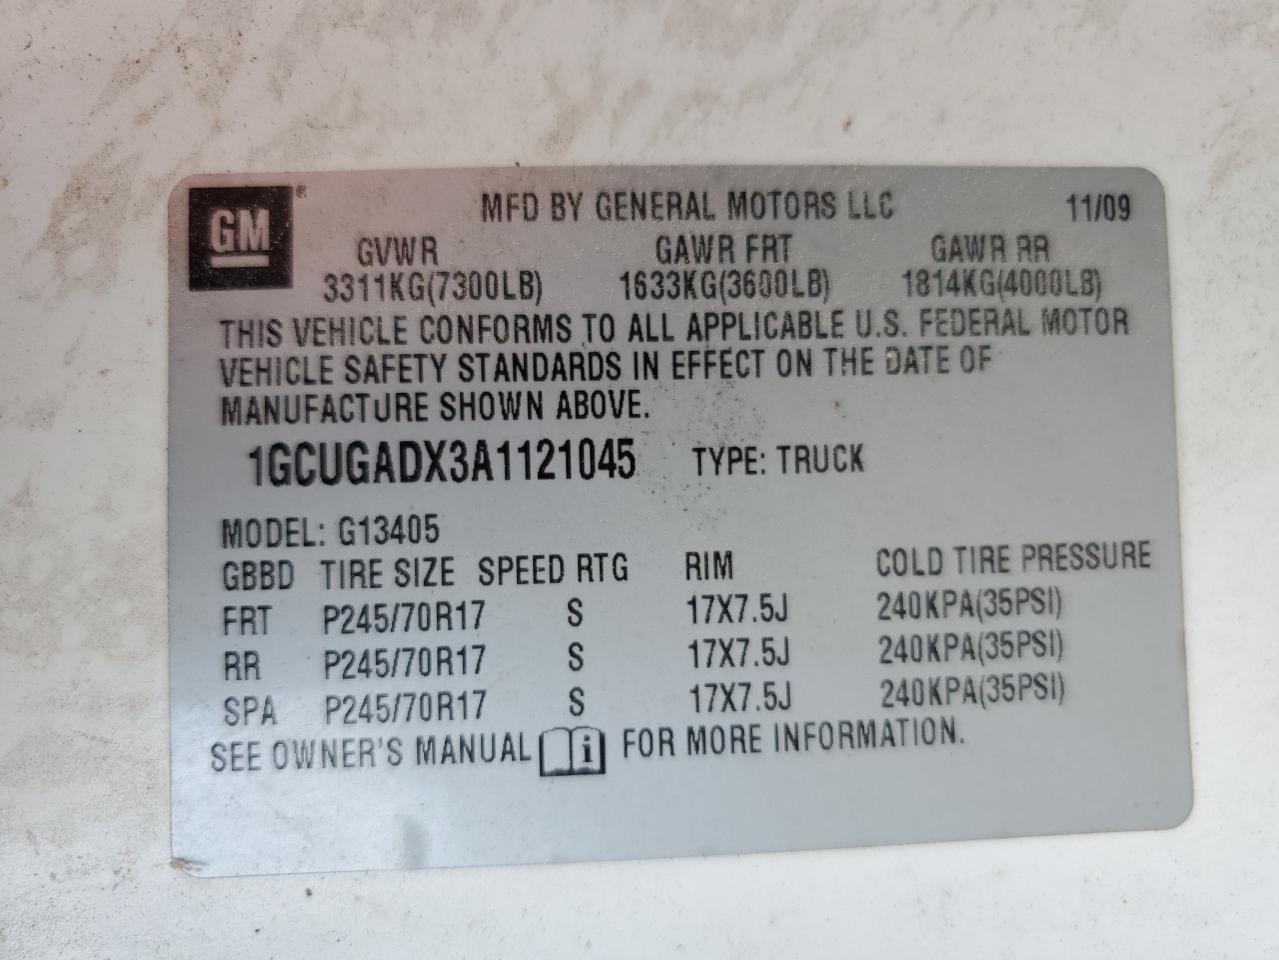 GM® MFD BY GENERAL MOTORS LLC 11/09
GVWR GAWR FRT GAWR RR
3311KG(7300LB) 1633KG(3600LB) 1814KG(4000LB)
THIS VEHICLE CONFORMS TO ALL APPLICABLE U.S. FEDERAL MOTOR
VEHICLE SAFETY STANDARDS IN EFFECT ON THE DATE OF
MANUFACTURE SHOWN ABOVE.
1GCUGADX3A1121045 TYPE: TRUCK
MODEL: G13405
GBBD TIRE SIZE SPEED RTG RIM COLD TIRE PRESSURE
FRT P245/70R17 S 17X7.5J 240KPA(35PSI)
RR P245/70R17 S 17X7.5J 240KPA(35PSI)
SPA P245/70R17 S 17X7.5J 240KPA(35PSI)
SEE OWNER'S MANUAL i FOR MORE INFORMATION.